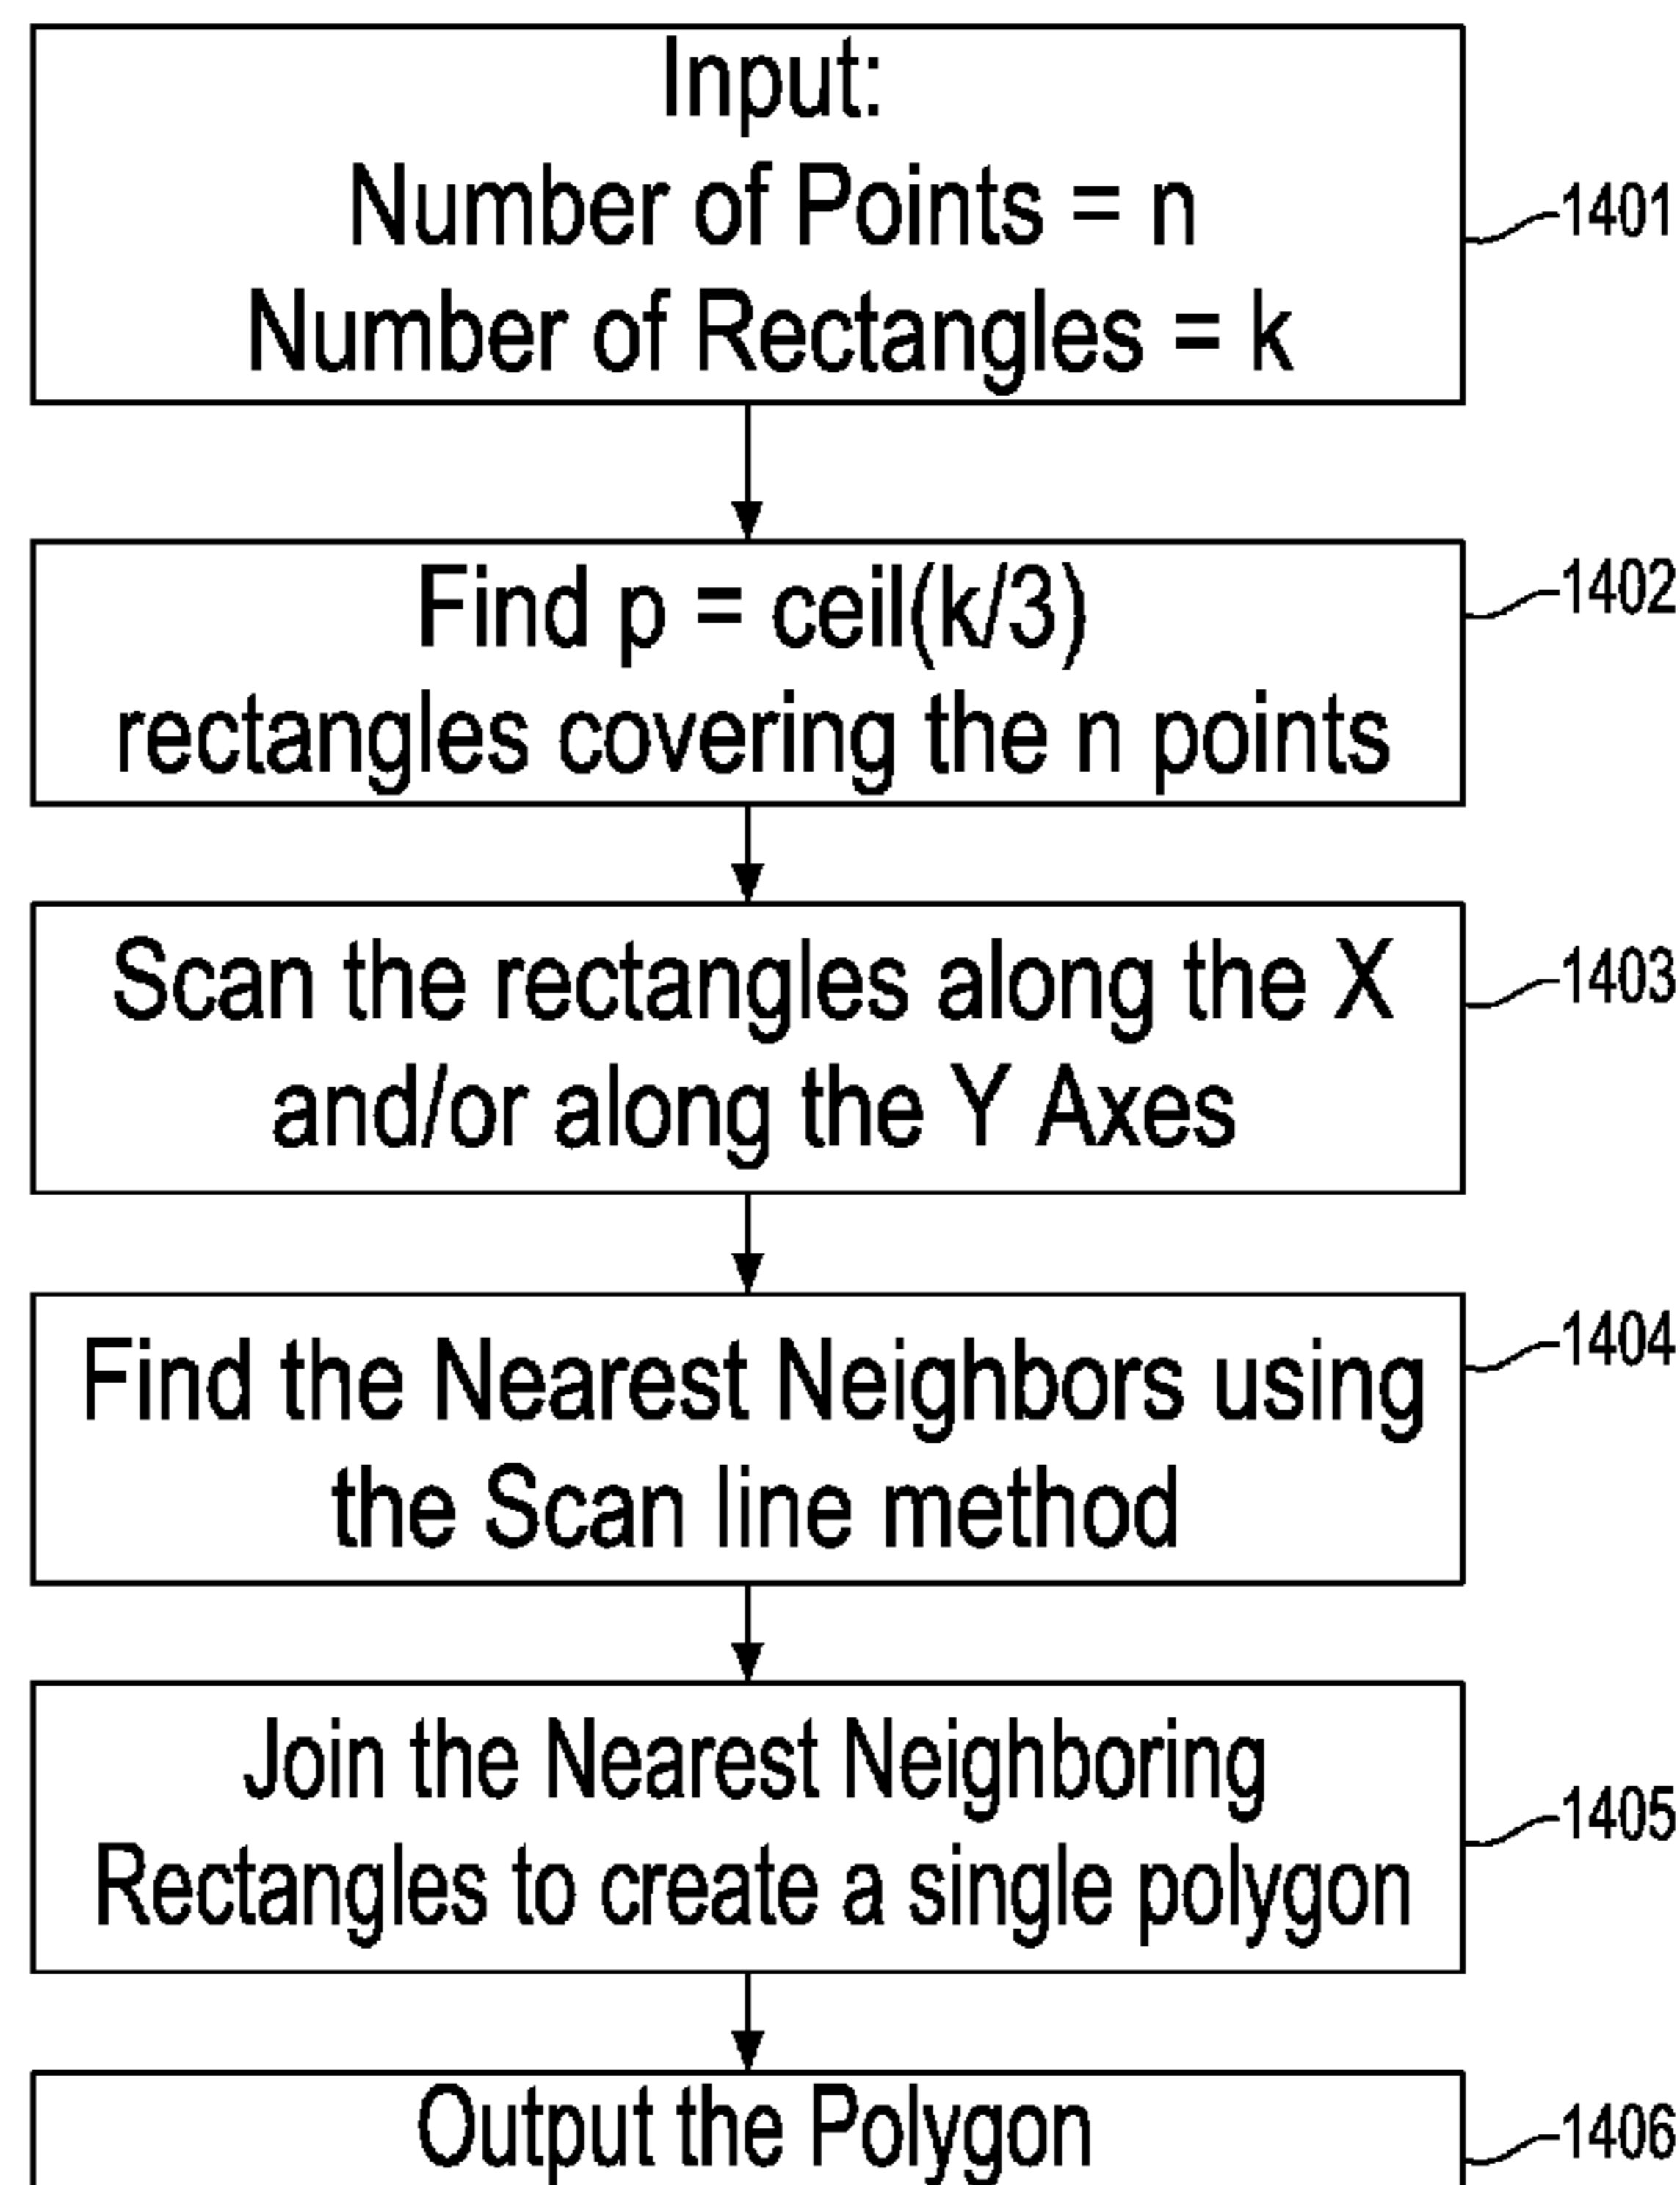 Input:
Number of Points = n
Number of Rectangles = k
1401
Find p = ceil(k/3)
rectangles covering the n points
1402
Scan the rectangles along the X
and/or along the Y Axes
1403
Find the Nearest Neighbors using
the Scan line method
1404
Join the Nearest Neighboring
Rectangles to create a single polygon
1405
Output the Polygon
1406